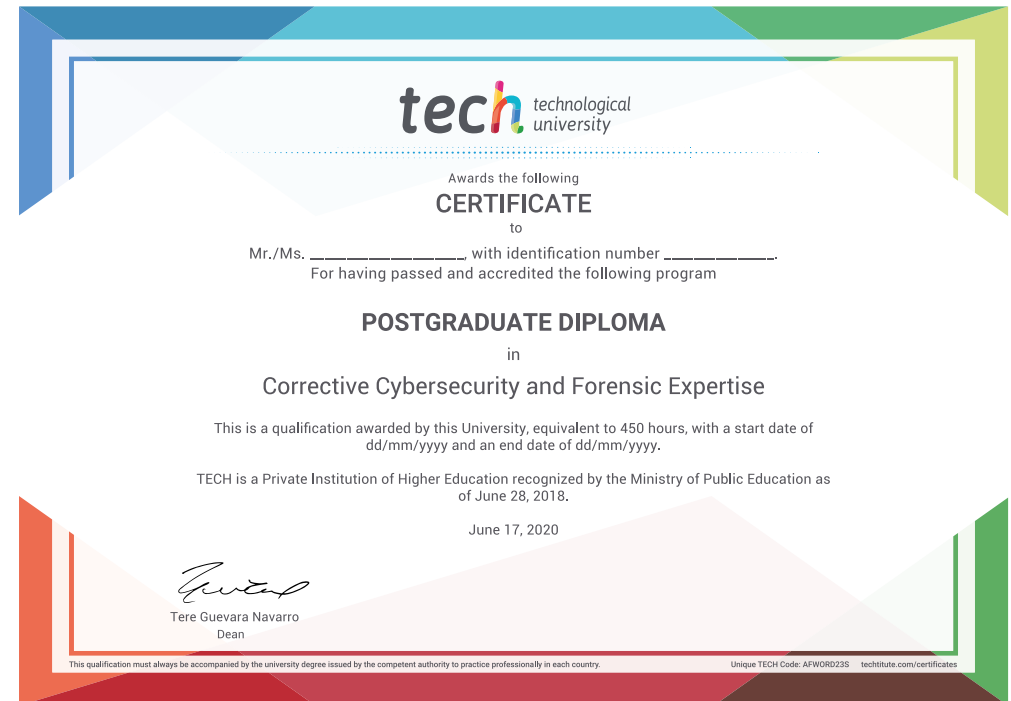 tech technological
university
Awards the following
CERTIFICATE
to
Mr./Ms. ____________________, with identification number ______________.
For having passed and accredited the following program
POSTGRADUATE DIPLOMA
in
Corrective Cybersecurity and Forensic Expertise
This is a qualification awarded by this University, equivalent to 450 hours, with a start date of
dd/mm/yyyy and an end date of dd/mm/yyyy.
TECH is a Private Institution of Higher Education recognized by the Ministry of Public Education as
of June 28, 2018.
June 17, 2020
Tere Guevara Navarro
Dean
This qualification must always be accompanied by the university degree issued by the competent authority to practice professionally in each country.
Unique TECH Code: AFWORD23S techtitute.com/certificates